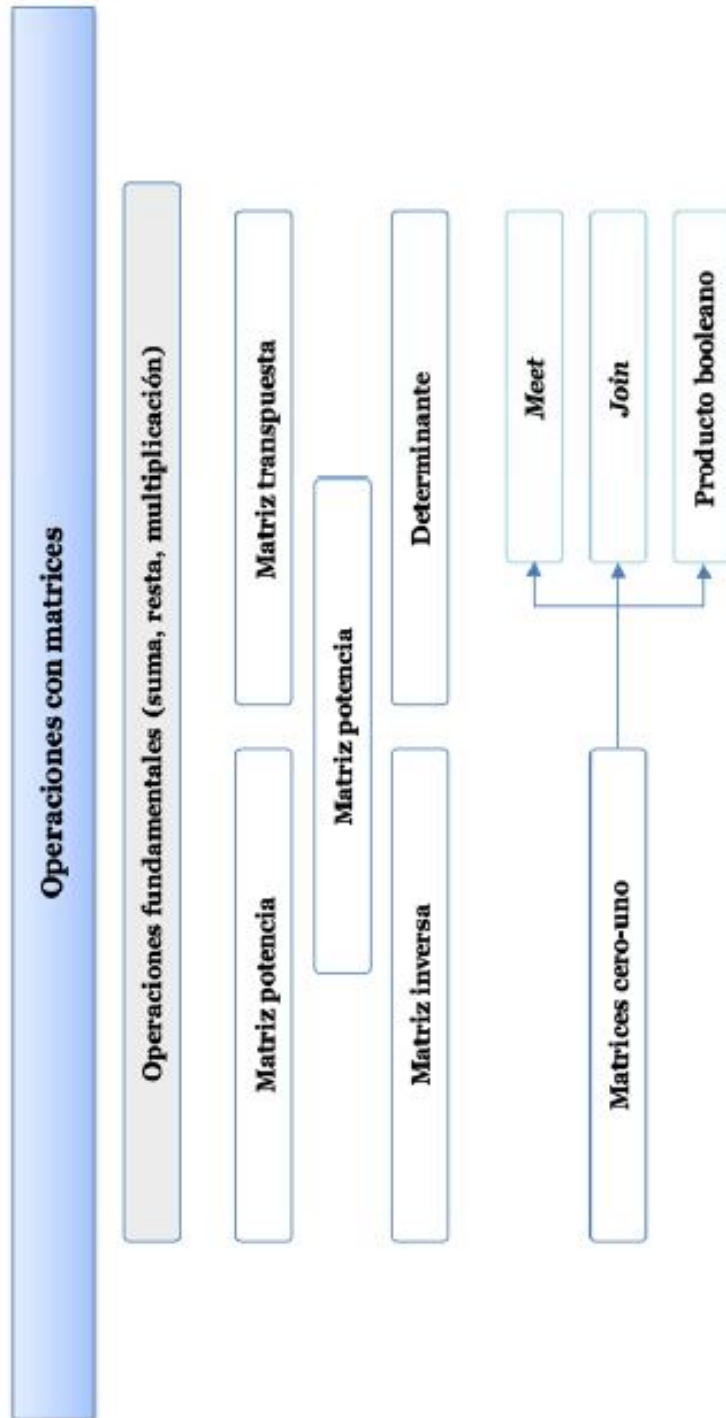 Operaciones con matrices
Operaciones fundamentales (suma, resta, multiplicación)
Matriz potencia
Matriz transpuesta
Matriz potencia
Matriz inversa
Determinante
Matrices cero-uno
Meet
Join
Producto booleano